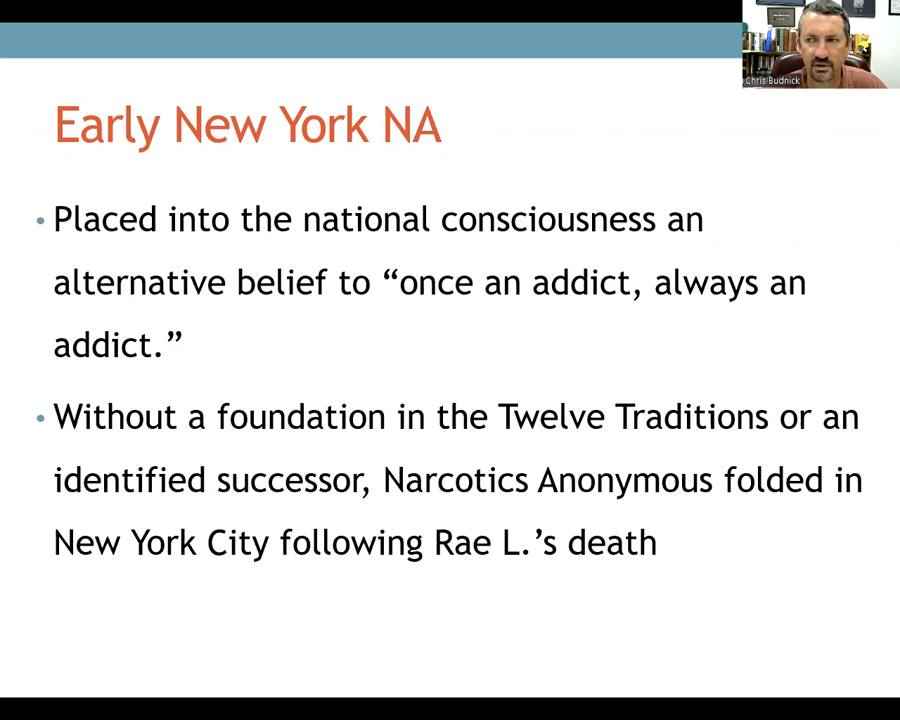 Chris Budnick
Early New York NA
• Placed into the national consciousness an
alternative belief to “once an addict, always an
addict.”
• Without a foundation in the Twelve Traditions or an
identified successor, Narcotics Anonymous folded in
New York City following Rae L.’s death